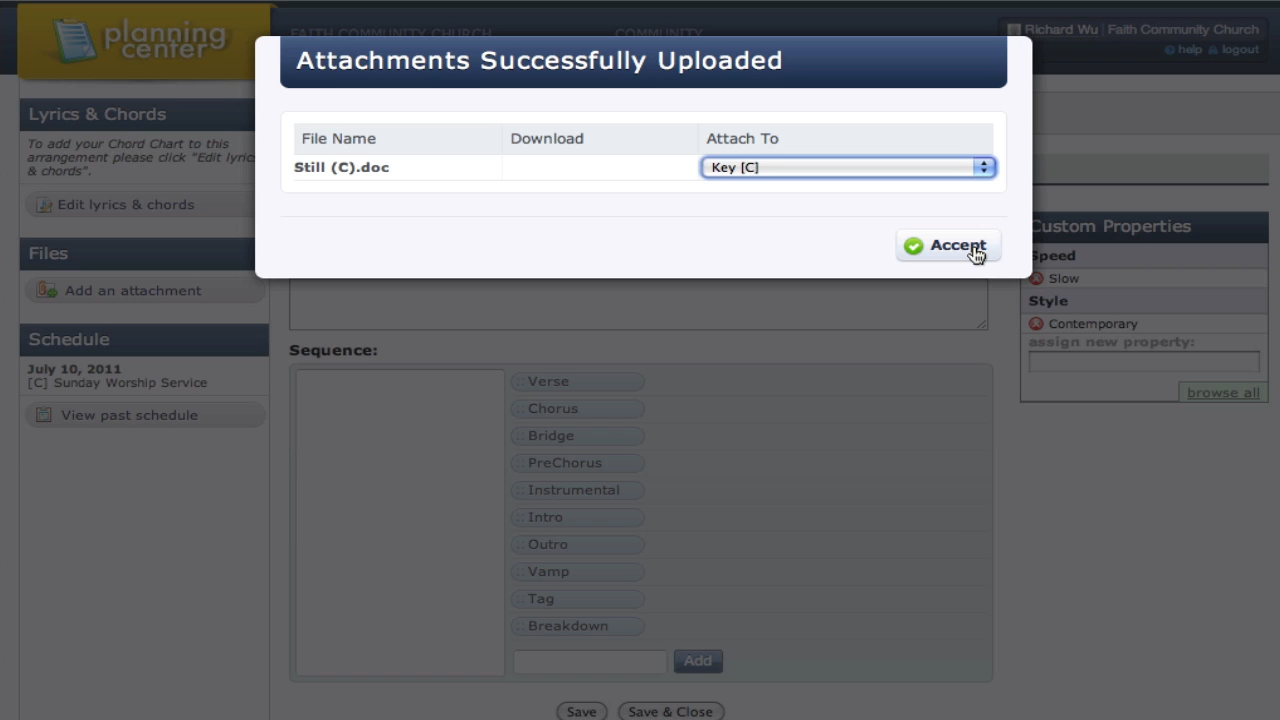 planning
center
FAITH COMMUNITY CHURCH
COMMUNITY
Richard Wu | Faith Community Church
help logout
Attachments Successfully Uploaded
File Name Download Attach To
Still (C).doc Key [C]
Accept
Lyrics & Chords
To add your Chord Chart to this
arrangement please click "Edit lyrics
& chords".
Edit lyrics & chords
Files
Add an attachment
Schedule
July 10, 2011
[C] Sunday Worship Service
View past schedule
Sequence:
Verse
Chorus
Bridge
PreChorus
Instrumental
Intro
Outro
Vamp
Tag
Breakdown
Add
Save Save & Close
Custom Properties
Speed
Slow
Style
Contemporary
assign new property:
browse all